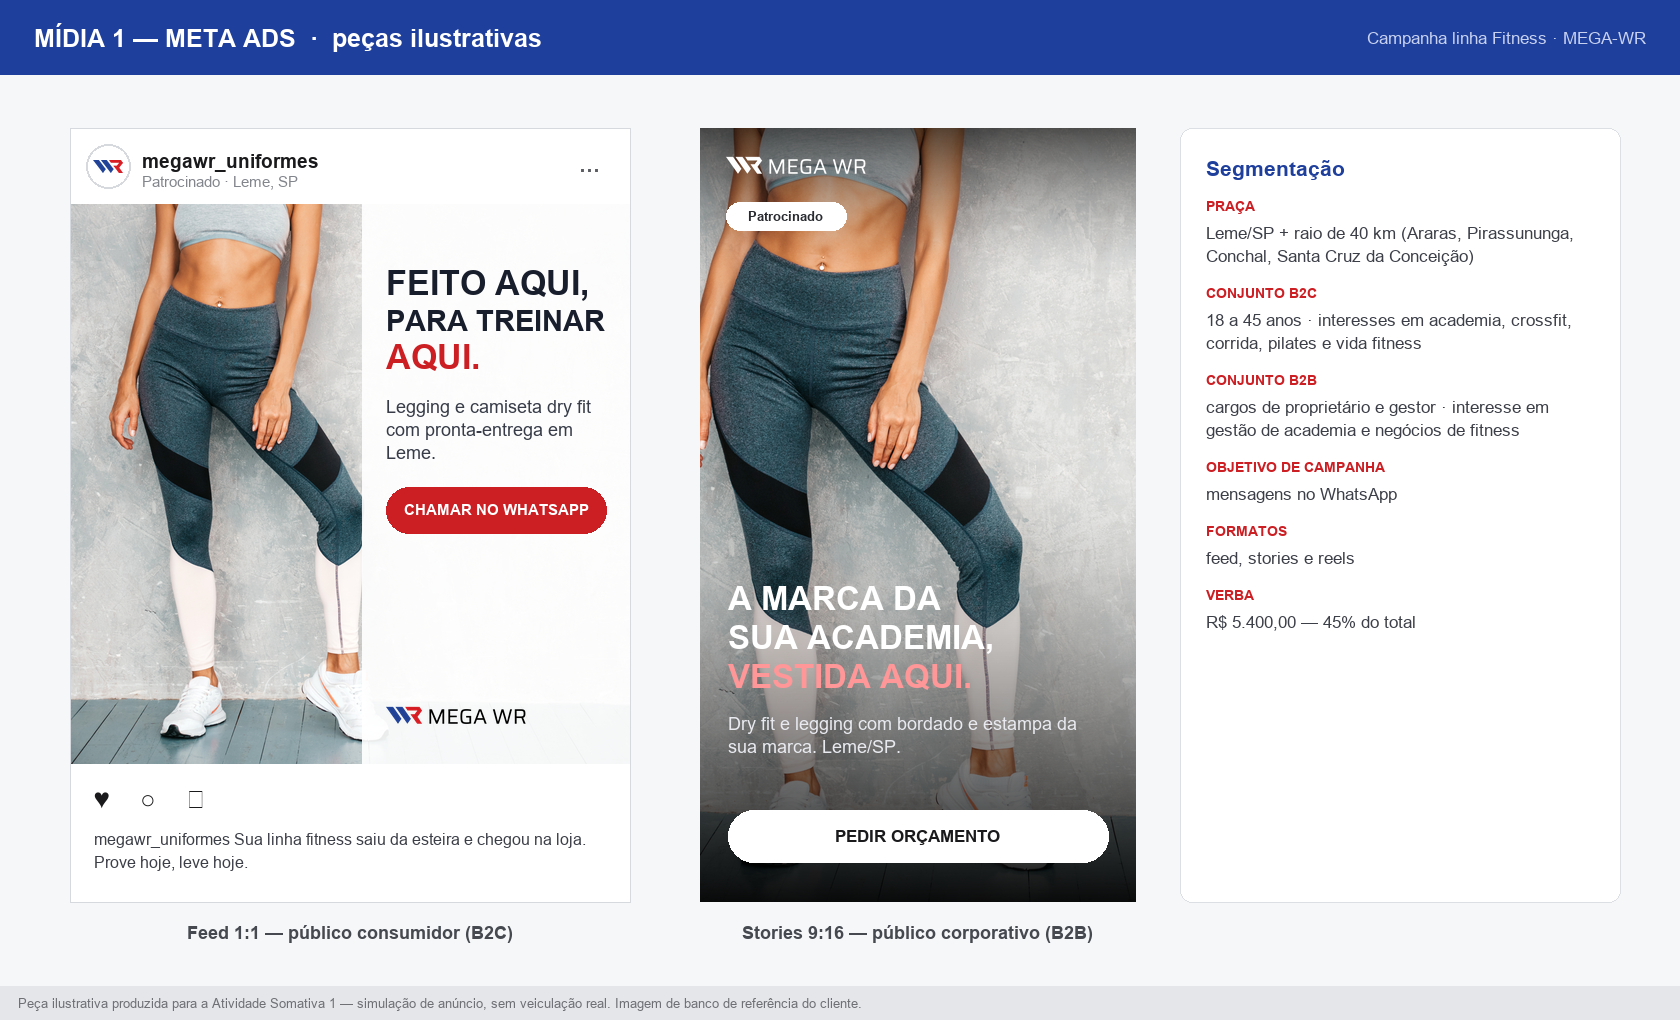 MÍDIA 1 — META ADS · peças ilustrativas
Campanha linha Fitness · MEGA-WR
megawr_uniformes
Patrocinado · Leme, SP
...
FEITO AQUI,
PARA TREINAR
AQUI.
Legging e camiseta dry fit
com pronta-entrega em
Leme.
CHAMAR NO WHATSAPP
MEGA WR
megawr_uniformes Sua linha fitness saiu da esteira e chegou na loja.
Prove hoje, leve hoje.
Feed 1:1 — público consumidor (B2C)
MEGA WR
Patrocinado
A MARCA DA
SUA ACADEMIA,
VESTIDA AQUI.
Dry fit e legging com bordado e estampa da
sua marca. Leme/SP.
PEDIR ORÇAMENTO
Stories 9:16 — público corporativo (B2B)
Segmentação
PRAÇA
Leme/SP + raio de 40 km (Araras, Pirassununga,
Conchal, Santa Cruz da Conceição)
CONJUNTO B2C
18 a 45 anos · interesses em academia, crossfit,
corrida, pilates e vida fitness
CONJUNTO B2B
cargos de proprietário e gestor · interesse em
gestão de academia e negócios de fitness
OBJETIVO DE CAMPANHA
mensagens no WhatsApp
FORMATOS
feed, stories e reels
VERBA
R$ 5.400,00 — 45% do total
Peça ilustrativa produzida para a Atividade Somativa 1 — simulação de anúncio, sem veiculação real. Imagem de banco de referência do cliente.